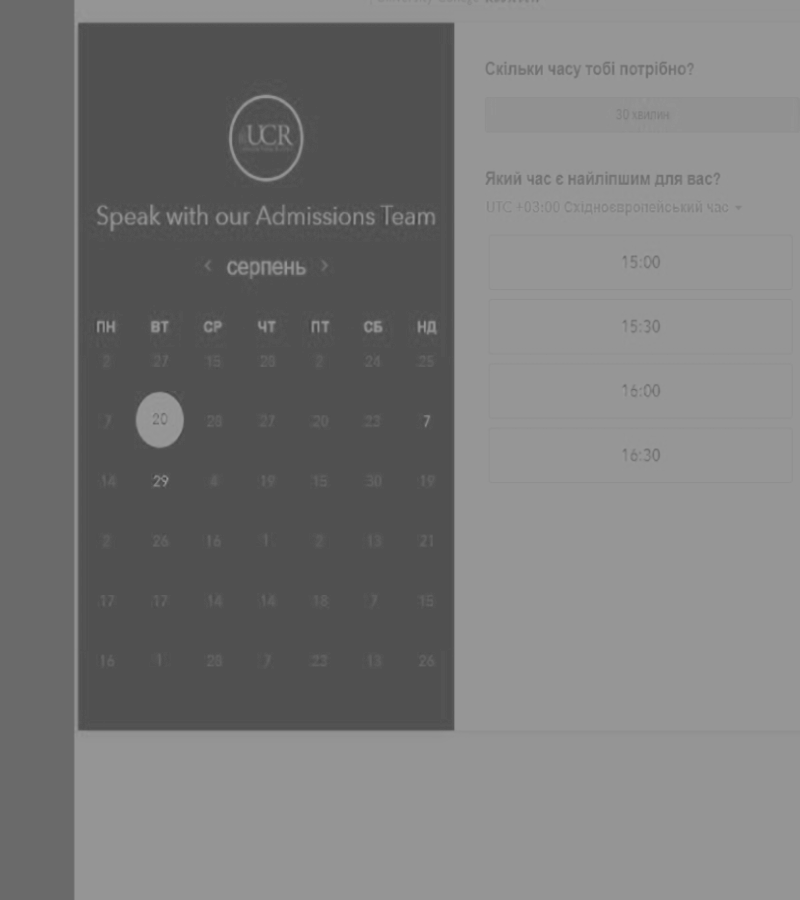 UCR
Speak with our Admissions Team
< серпень >
ПН ВТ СР ЧТ ПТ СБ НД
2 27 15 28 2 24 25
7 20 28 27 20 22 7
14 29 4 19 15 30 19
2 26 16 1 2 13 21
17 17 14 14 18 7 15
16 1 28 7 23 13 26
Скільки часу тобі потрібно?
30 хвилин
Який час є найліпшим для вас?
UTC +03:00 Східноєвропейський час
15:00
15:30
16:00
16:30